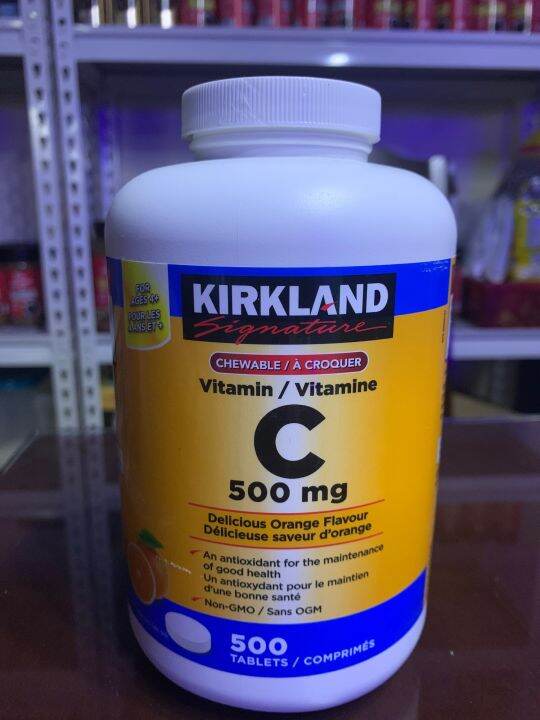 FOR
AGES 4+
POUR LES
4 ANS ET +
KIRKLAND
Signature
CHEWABLE / À CROQUER
Vitamin / Vitamine
C
500 mg
Delicious Orange Flavour
Délicieuse saveur d'orange
An antioxidant for the maintenance
of good health
Un antioxydant pour le maintien
d'une bonne santé
Non-GMO / Sans OGM
500
TABLETS / COMPRIMÉS